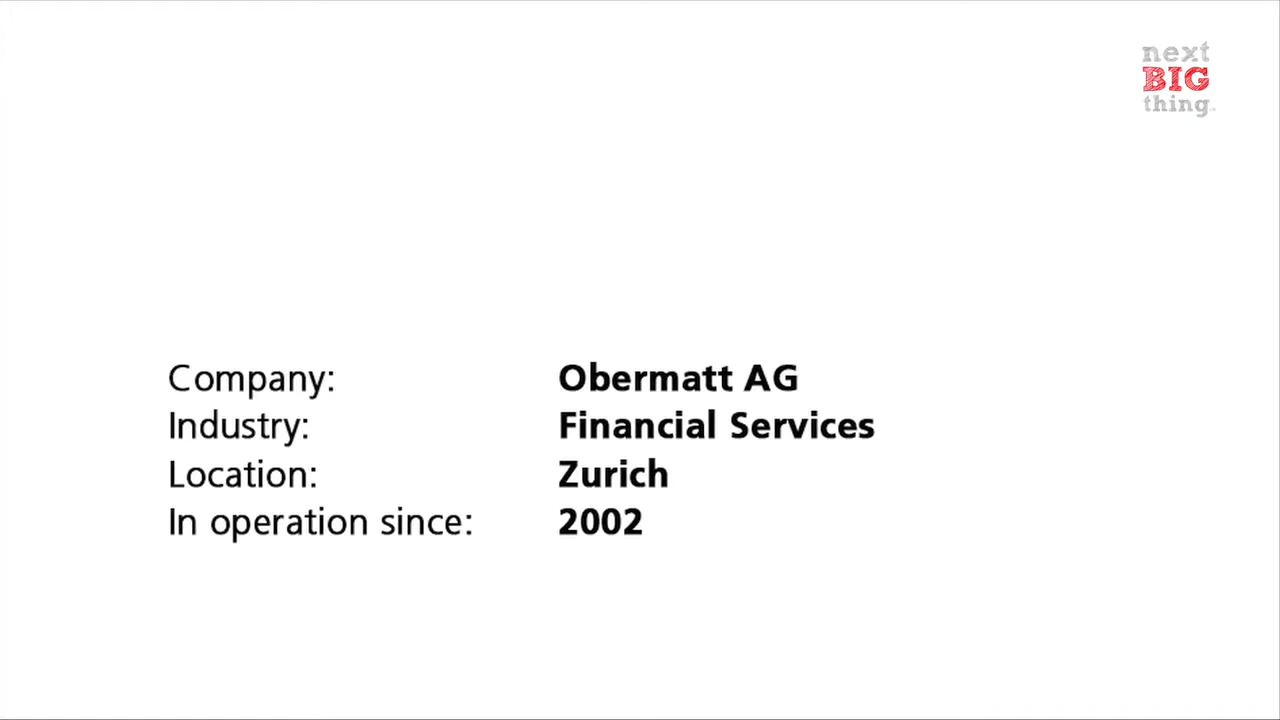 next
BIG
thing
Company: Obermatt AG
Industry: Financial Services
Location: Zurich
In operation since: 2002